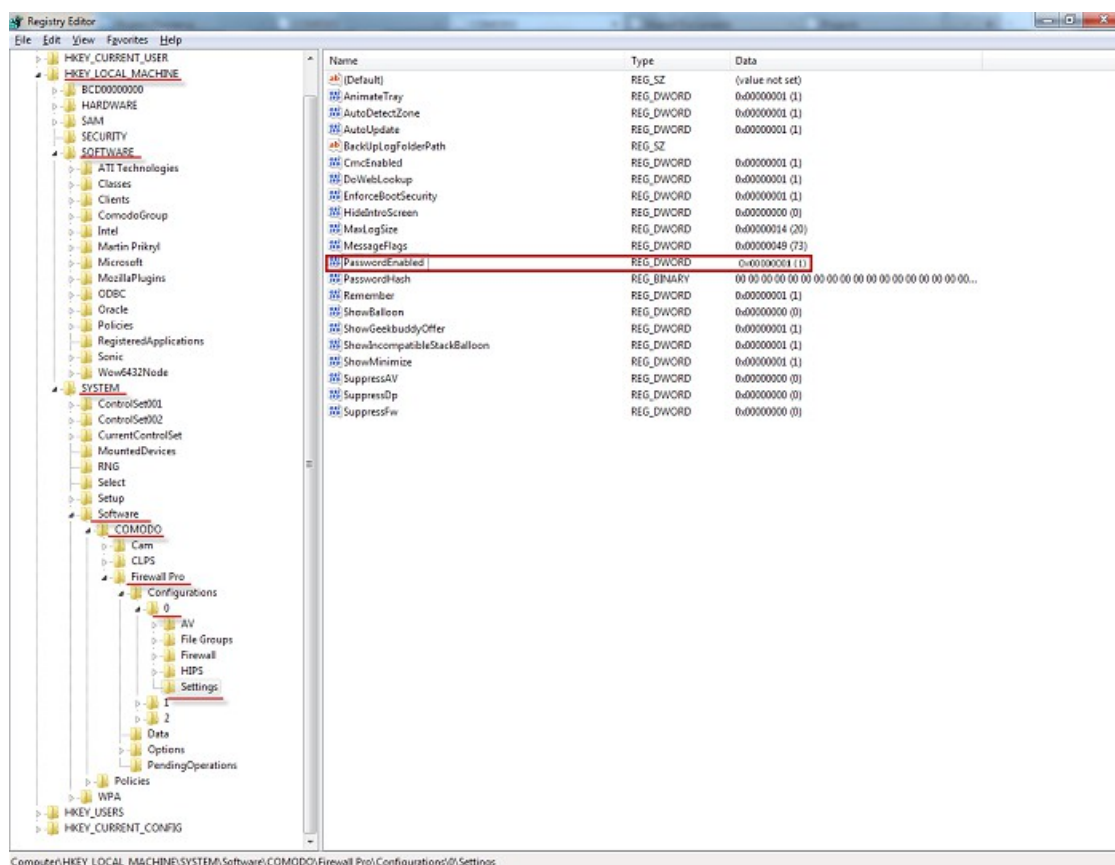 Registry Editor
File Edit View Favorites Help
HKEY_CURRENT_USER
HKEY_LOCAL_MACHINE
BCD00000000
HARDWARE
SAM
SECURITY
SOFTWARE
ATI Technologies
Classes
Clients
ComodoGroup
Intel
Martin Prikryl
Microsoft
MozillaPlugins
ODBC
Oracle
Policies
RegisteredApplications
Sonic
Wow6432Node
SYSTEM
ControlSet001
ControlSet002
CurrentControlSet
MountedDevices
RNG
Select
Setup
Software
COMODO
Cam
CLPS
Firewall Pro
Configurations
0
AV
File Groups
Firewall
HIPS
Settings
1
2
Data
Options
PendingOperations
Policies
WPA
HKEY_USERS
HKEY_CURRENT_CONFIG
Name Type Data
(Default) REG_SZ (value not set)
AnimateTray REG_DWORD 0x00000001 (1)
AutoDetectZone REG_DWORD 0x00000001 (1)
AutoUpdate REG_DWORD 0x00000001 (1)
BackUpLogFolderPath REG_SZ
CmcEnabled REG_DWORD 0x00000001 (1)
DoWebLookup REG_DWORD 0x00000001 (1)
EnforceBootSecurity REG_DWORD 0x00000001 (1)
HideIntroScreen REG_DWORD 0x00000000 (0)
MaxLogSize REG_DWORD 0x00000014 (20)
MessageFlags REG_DWORD 0x00000049 (73)
PasswordEnabled REG_DWORD 0x00000001 (1)
PasswordHash REG_BINARY 00 00 00 00 00 00 00 00 00 00 00 00 00 00 00 00 00...
Remember REG_DWORD 0x00000001 (1)
ShowBalloon REG_DWORD 0x00000000 (0)
ShowGeekbuddyOffer REG_DWORD 0x00000001 (1)
ShowIncompatibleStackBalloon REG_DWORD 0x00000001 (1)
ShowMinimize REG_DWORD 0x00000001 (1)
SuppressAV REG_DWORD 0x00000000 (0)
SuppressDp REG_DWORD 0x00000000 (0)
SuppressFw REG_DWORD 0x00000000 (0)
Computer\HKEY_LOCAL_MACHINE\SYSTEM\Software\COMODO\Firewall Pro\Configurations\0\Settings